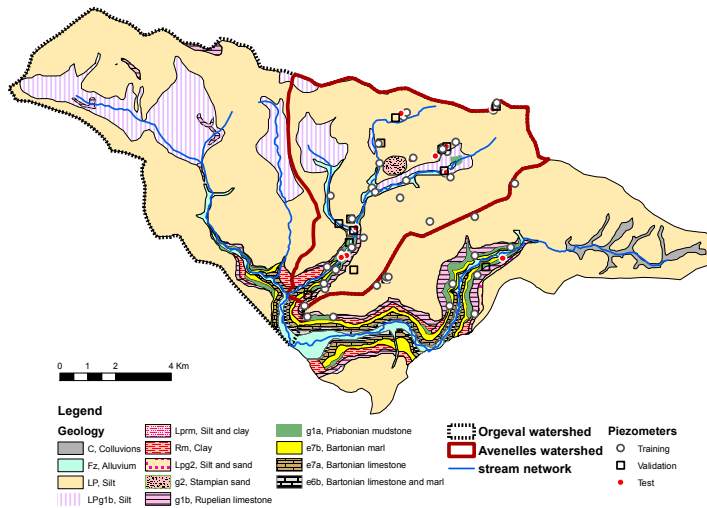 0 1 2 4 Km
Legend
Geology
C, Colluvions
Fz, Alluvium
LP, Silt
LPg1b, Silt
Lprm, Silt and clay
Rm, Clay
Lpg2, Silt and sand
g2, Stampian sand
g1b, Rupelian limestone
g1a, Priabonian mudstone
e7b, Bartonian marl
e7a, Bartonian limestone
e6b, Bartonian limestone and marl
Orgeval watershed
Avenelles watershed
stream network
Piezometers
Training
Validation
Test